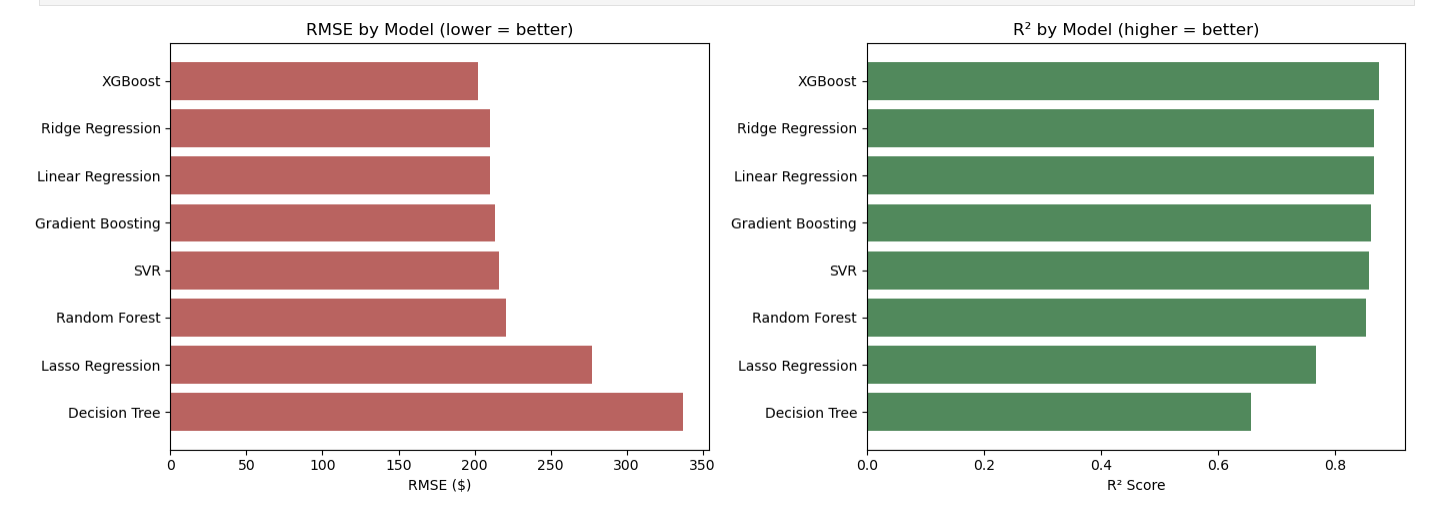 RMSE by Model (lower = better)
XGBoost
Ridge Regression
Linear Regression
Gradient Boosting
SVR
Random Forest
Lasso Regression
Decision Tree
0 50 100 150 200 250 300 350
RMSE ($)
R² by Model (higher = better)
XGBoost
Ridge Regression
Linear Regression
Gradient Boosting
SVR
Random Forest
Lasso Regression
Decision Tree
0.0 0.2 0.4 0.6 0.8
R² Score